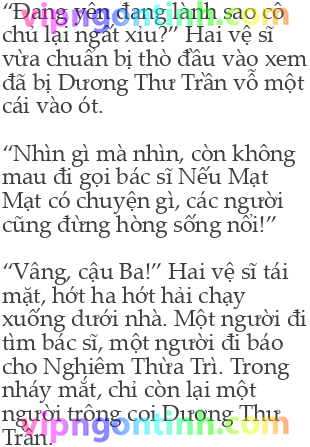 “Đang yên đang lành sao cô
chủ lại ngất xỉu?” Hai vệ sĩ
vừa chuẩn bị thò đầu vào xem
đã bị Dương Thư Trần vỗ một
cái vào ót.
“Nhìn gì mà nhìn, còn không
mau đi gọi bác sĩ Nếu Mạt
Mạt có chuyện gì, các người
cũng đừng hòng sống nổi!”
“Vâng, cậu Ba!” Hai vệ sĩ tái
mặt, hớt ha hớt hải chạy
xuống dưới nhà. Một người đi
tìm bác sĩ, một người đi báo
cho Nghiêm Thừa Trì. Trong
nháy mắt, chỉ còn lại một
người trông coi Dương Thư
Trần.
vipngontinh.com
vipngontinh.com